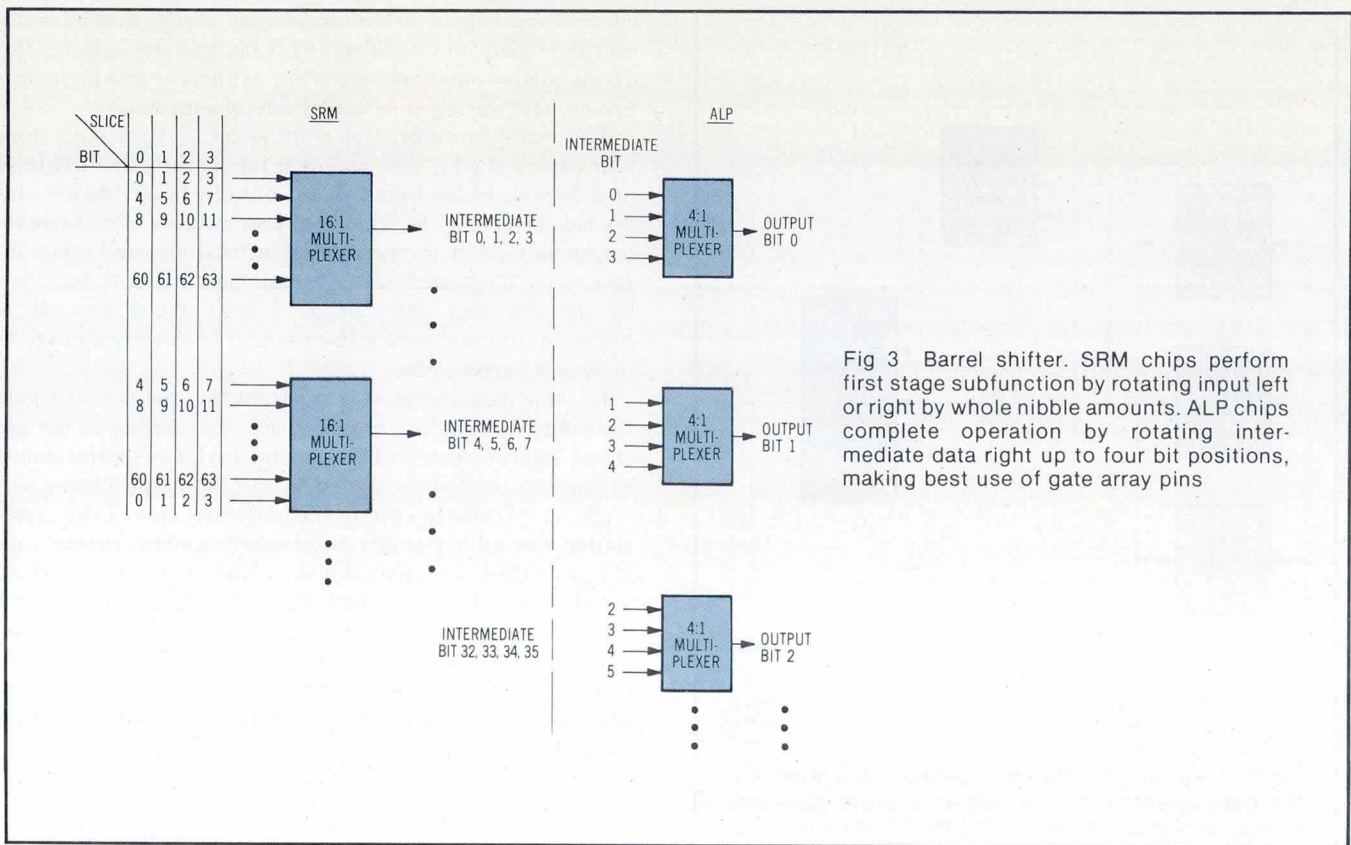 SLICE
BIT
0 1 2 3
0 1 2 3
4 5 6 7
8 9 10 11
60 61 62 63
SRM
16:1
MULTI-
PLEXER
INTERMEDIATE
BIT 0, 1, 2, 3
4 5 6 7
8 9 10 11
60 61 62 63
0 1 2 3
16:1
MULTI-
PLEXER
INTERMEDIATE
BIT 4, 5, 6, 7
INTERMEDIATE
BIT 32, 33, 34, 35
ALP
INTERMEDIATE
BIT
0
1
2
3
4:1
MULTI-
PLEXER
OUTPUT
BIT 0
1
2
3
4
4:1
MULTI-
PLEXER
OUTPUT
BIT 1
2
3
4
5
4:1
MULTI-
PLEXER
OUTPUT
BIT 2
Fig 3 Barrel shifter. SRM chips perform
first stage subfunction by rotating input left
or right by whole nibble amounts. ALP chips
complete operation by rotating inter-
mediate data right up to four bit positions,
making best use of gate array pins